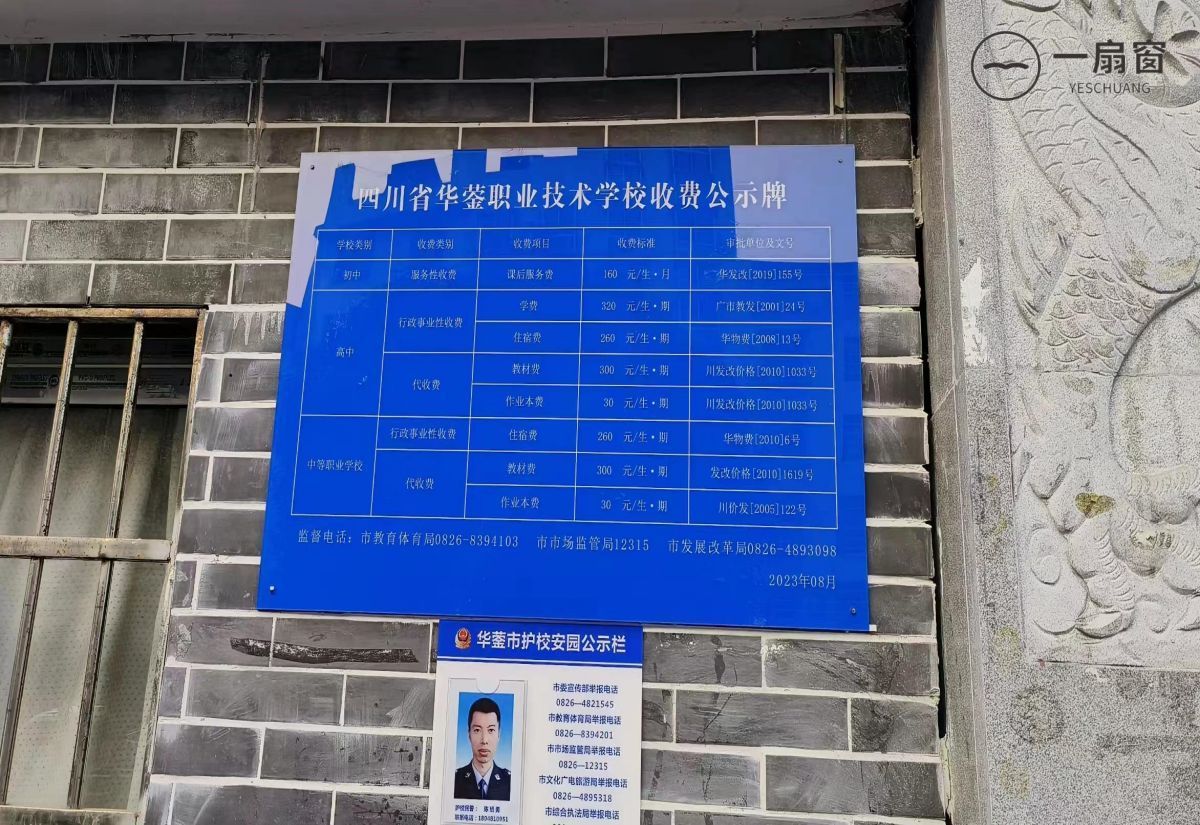 一扇窗
YESCHUANG
四川省华蓥职业技术学校收费公示牌
学校类别 收费类别 收费项目 收费标准 审批单位及文号
初中 服务性收费 课后服务费 160 元/生·月 华发改[2019]155号
高中 行政事业性收费 学费 320 元/生·期 广市教发[2001]24号
住宿费 260 元/生·期 华物费[2008]13号
代收费 教材费 300 元/生·期 川发改价格[2010]1033号
作业本费 30 元/生·期 川发改价格[2010]1033号
中等职业学校 行政事业性收费 住宿费 260 元/生·期 华物费[2010]6号
代收费 教材费 300 元/生·期 发改价格[2010]1619号
作业本费 30 元/生·期 川价发[2005]122号
监督电话：市教育体育局0826-8394103 市市场监管局12315 市发展改革局0826-4893098
2023年08月
华蓥市护校安园公示栏
市委宣传部举报电话
0826—4821545
市教育体育局举报电话
0826—8394201
市市场监管局举报电话
0826—12315
市文化广电旅游局举报电话
0826—4895318
市综合执法局举报电话
护校民警：
联系电话：18048110951